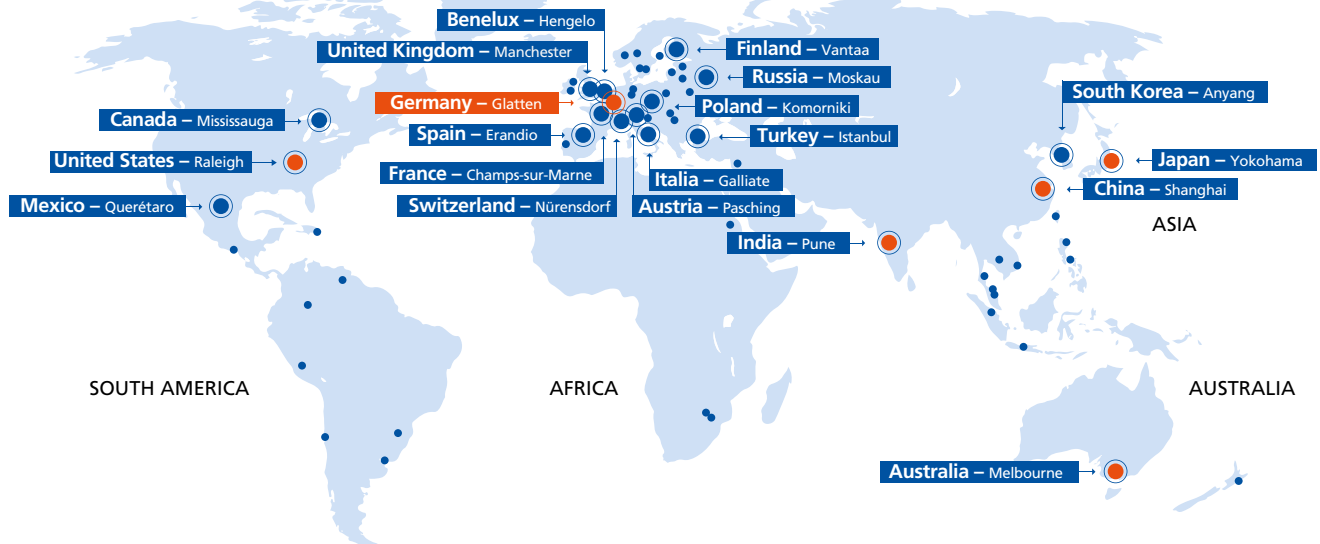 Benelux – Hengelo
United Kingdom – Manchester
Finland – Vantaa
Russia – Moskau
Germany – Glatten
Poland – Komorniki
South Korea – Anyang
Canada – Mississauga
Spain – Erandio
Turkey – Istanbul
United States – Raleigh
Japan – Yokohama
France – Champs-sur-Marne
Italia – Galliate
China – Shanghai
Mexico – Querétaro
Switzerland – Nürensdorf
Austria – Pasching
ASIA
India – Pune
SOUTH AMERICA
AFRICA
AUSTRALIA
Australia – Melbourne